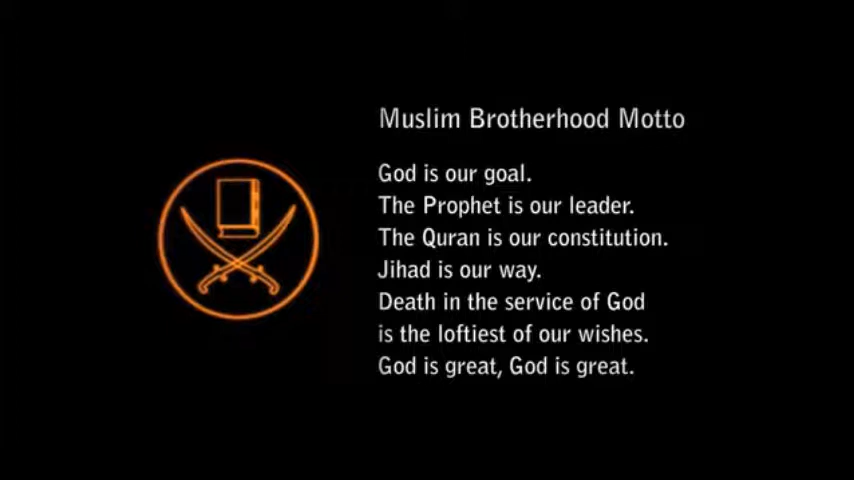 Muslim Brotherhood Motto
God is our goal.
The Prophet is our leader.
The Quran is our constitution.
Jihad is our way.
Death in the service of God
is the loftiest of our wishes.
God is great, God is great.